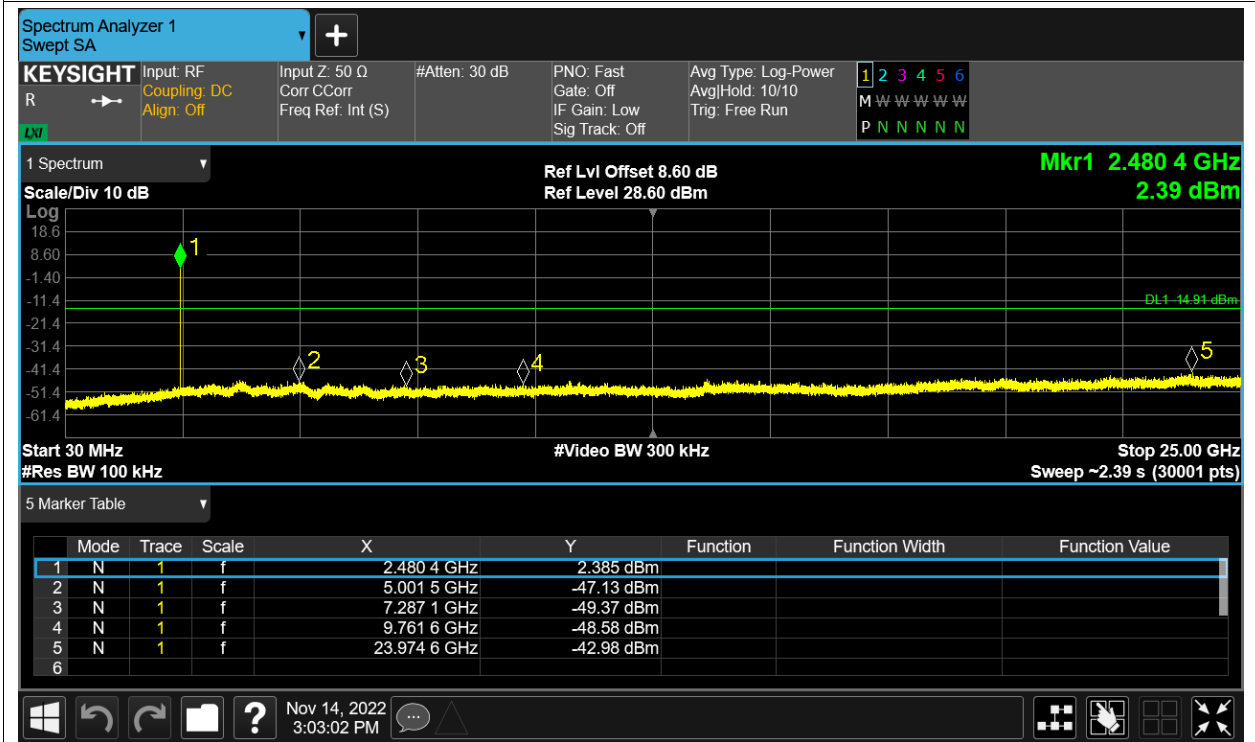 Spectrum Analyzer 1
Swept SA
KEYSIGHT
R
LXI
Input: RF
Coupling: DC
Align: Off
Input Z: 50 Ω
Corr CCorr
Freq Ref: Int (S)
#Atten: 30 dB
PNO: Fast
Gate: Off
IF Gain: Low
Sig Track: Off
Avg Type: Log-Power
Avg|Hold: 10/10
Trig: Free Run
1 2 3 4 5 6
M W W W W W
P N N N N N
1 Spectrum
Scale/Div 10 dB
Ref Lvl Offset 8.60 dB
Ref Level 28.60 dBm
Mkr1 2.480 4 GHz
2.39 dBm
Log
18.6
8.60
-1.40
-11.4
-21.4
-31.4
-41.4
-51.4
-61.4
1
2
3
4
5
DL1 -14.91 dBm
Start 30 MHz
#Video BW 300 kHz
Stop 25.00 GHz
#Res BW 100 kHz
Sweep ~2.39 s (30001 pts)
5 Marker Table
Mode Trace Scale X Y Function Function Width Function Value
1 N 1 f 2.480 4 GHz 2.385 dBm
2 N 1 f 5.001 5 GHz -47.13 dBm
3 N 1 f 7.287 1 GHz -49.37 dBm
4 N 1 f 9.761 6 GHz -48.58 dBm
5 N 1 f 23.974 6 GHz -42.98 dBm
6
?
Nov 14, 2022
3:03:02 PM